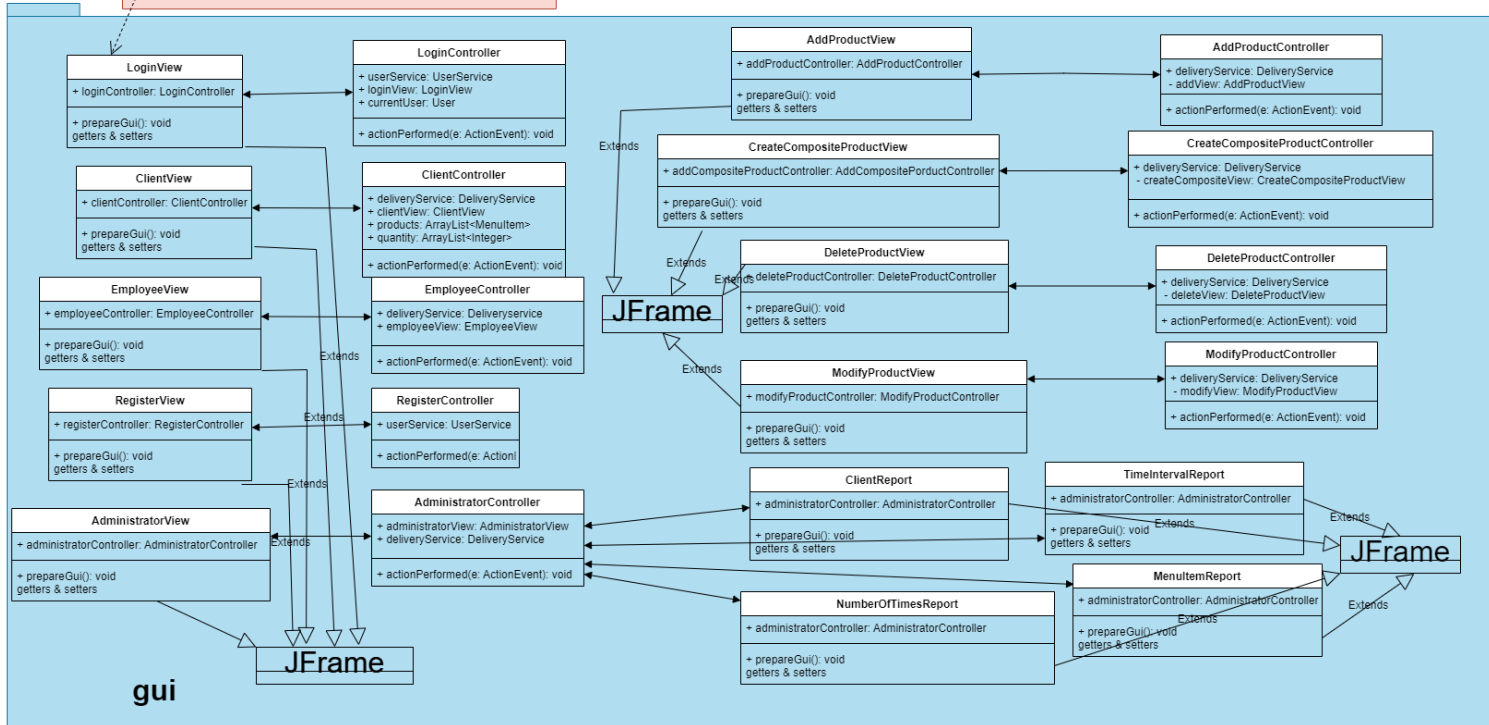 LoginView
+ loginController: LoginController
+ prepareGui(): void
getters & setters
LoginController
+ userService: UserService
+ loginView: LoginView
+ currentUser: User
+ actionPerformed(e: ActionEvent): void
ClientView
+ clientController: ClientController
+ prepareGui(): void
getters & setters
ClientController
+ deliveryService: DeliveryService
+ clientView: ClientView
+ products: ArrayList<MenuItem>
+ quantity: ArrayList<Integer>
+ actionPerformed(e: ActionEvent): void
EmployeeView
+ employeeController: EmployeeController
+ prepareGui(): void
getters & setters
EmployeeController
+ deliveryService: Deliveryservice
+ employeeView: EmployeeView
+ actionPerformed(e: ActionEvent): void
Extends
RegisterView
+ registerController: RegisterController
+ prepareGui(): void
getters & setters
RegisterController
+ userService: UserService
+ actionPerformed(e: Action
Extends
Extends
AdministratorView
+ administratorController: AdministratorController
+ prepareGui(): void
getters & setters
AdministratorController
+ administratorView: AdministratorView
+ deliveryService: DeliveryService
+ actionPerformed(e: ActionEvent): void
Extends
JFrame
gui
AddProductView
+ addProductController: AddProductController
+ prepareGui(): void
getters & setters
AddProductController
+ deliveryService: DeliveryService
- addView: AddProductView
+ actionPerformed(e: ActionEvent): void
Extends
CreateCompositeProductView
+ addCompositeProductController: AddCompositePorductController
+ prepareGui(): void
getters & setters
CreateCompositeProductController
+ deliveryService: DeliveryService
- createCompositeView: CreateCompositeProductView
+ actionPerformed(e: ActionEvent): void
Extends
DeleteProductView
+ deleteProductController: DeleteProductController
+ prepareGui(): void
getters & setters
DeleteProductController
+ deliveryService: DeliveryService
- deleteView: DeleteProductView
+ actionPerformed(e: ActionEvent): void
Extends
JFrame
Extends
ModifyProductView
+ modifyProductController: ModifyProductController
+ prepareGui(): void
getters & setters
ModifyProductController
+ deliveryService: DeliveryService
- modifyView: ModifyProductView
+ actionPerformed(e: ActionEvent): void
ClientReport
+ administratorController: AdministratorController
+ prepareGui(): void
getters & setters
TimeIntervalReport
+ administratorController: AdministratorController
+ prepareGui(): void
getters & setters
Extends
Extends
JFrame
MenuItemReport
+ administratorController: AdministratorController
+ prepareGui(): void
getters & setters
Extends
Extends
NumberOfTimesReport
+ administratorController: AdministratorController
+ prepareGui(): void
getters & setters